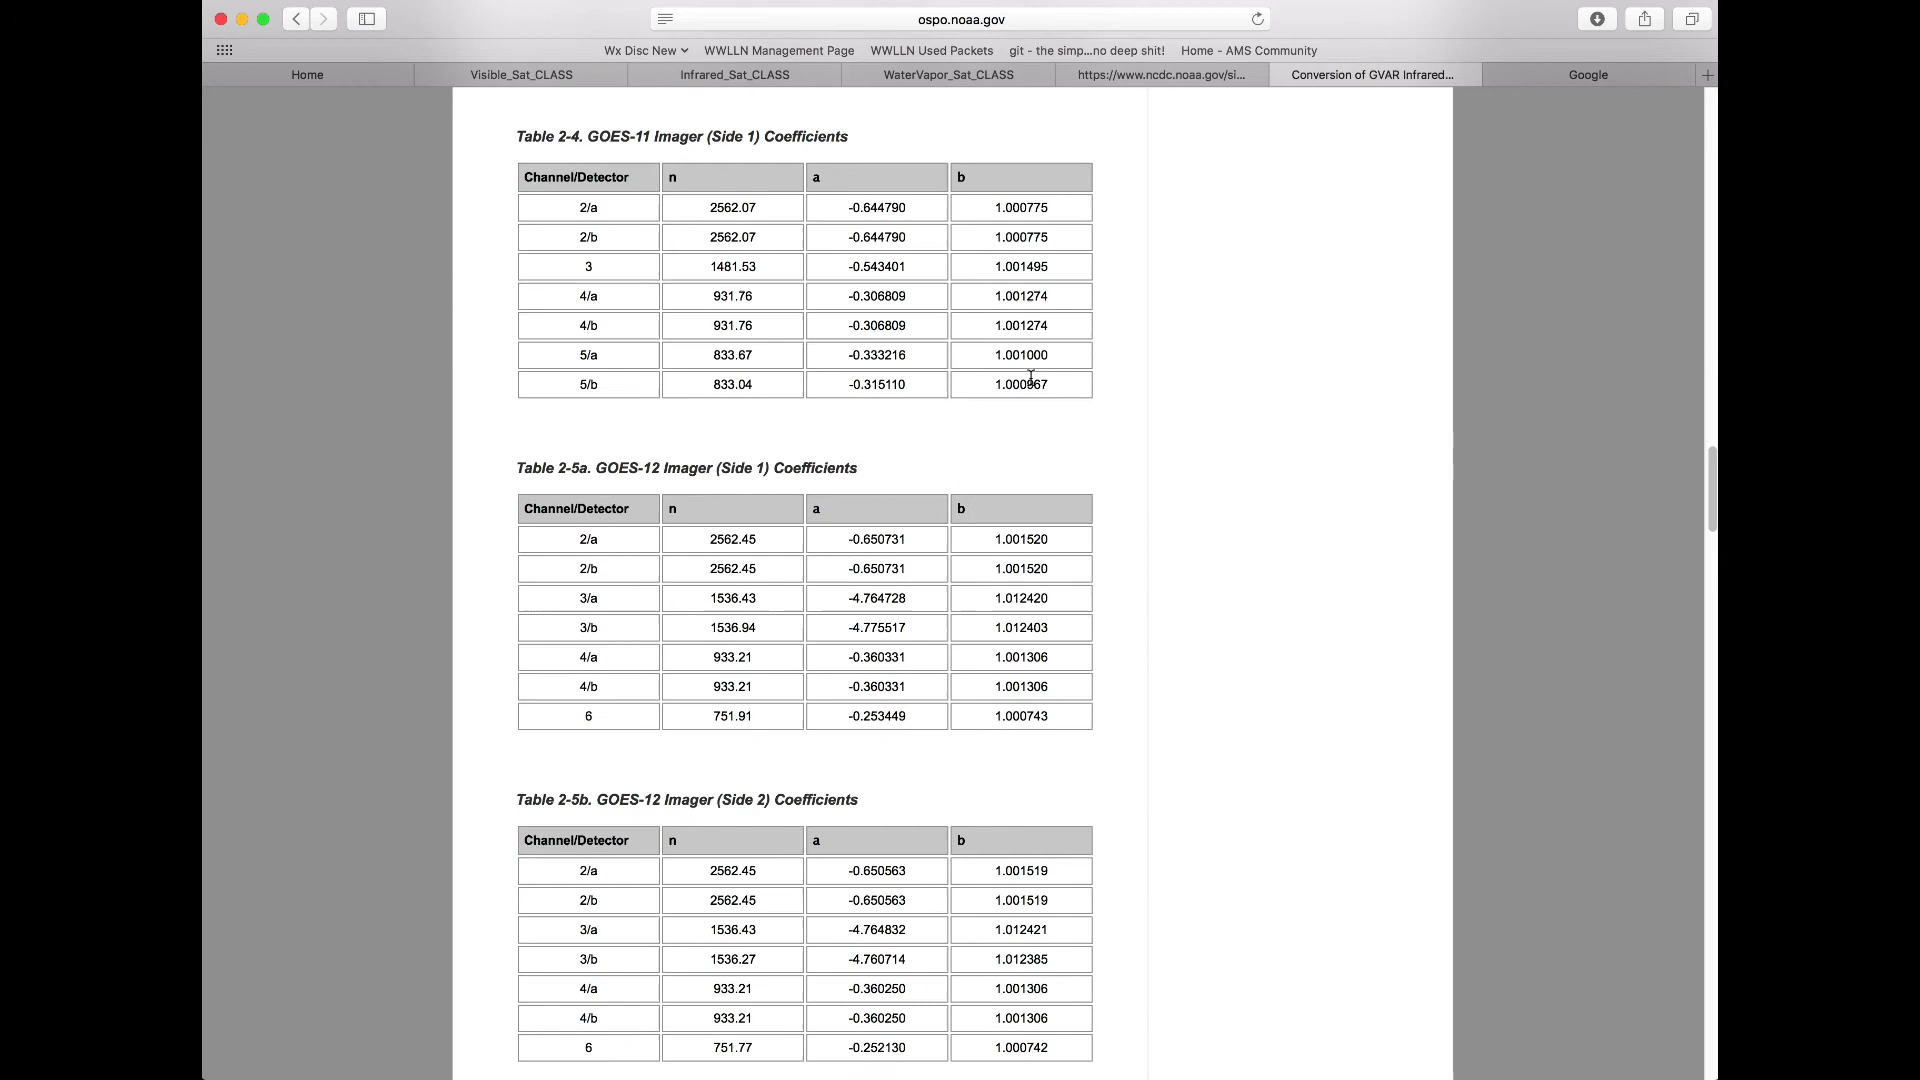 ospo.noaa.gov
Wx Disc New WWLLN Management Page WWLLN Used Packets git - the simp...no deep shit! Home - AMS Community
Home Visible_Sat_CLASS Infrared_Sat_CLASS WaterVapor_Sat_CLASS https://www.ncdc.noaa.gov/si... Conversion of GVAR Infrared... Google
Table 2-4. GOES-11 Imager (Side 1) Coefficients
Channel/Detector n a b
2/a 2562.07 -0.644790 1.000775
2/b 2562.07 -0.644790 1.000775
3 1481.53 -0.543401 1.001495
4/a 931.76 -0.306809 1.001274
4/b 931.76 -0.306809 1.001274
5/a 833.67 -0.333216 1.001000
5/b 833.04 -0.315110 1.000967
Table 2-5a. GOES-12 Imager (Side 1) Coefficients
Channel/Detector n a b
2/a 2562.45 -0.650731 1.001520
2/b 2562.45 -0.650731 1.001520
3/a 1536.43 -4.764728 1.012420
3/b 1536.94 -4.775517 1.012403
4/a 933.21 -0.360331 1.001306
4/b 933.21 -0.360331 1.001306
6 751.91 -0.253449 1.000743
Table 2-5b. GOES-12 Imager (Side 2) Coefficients
Channel/Detector n a b
2/a 2562.45 -0.650563 1.001519
2/b 2562.45 -0.650563 1.001519
3/a 1536.43 -4.764832 1.012421
3/b 1536.27 -4.760714 1.012385
4/a 933.21 -0.360250 1.001306
4/b 933.21 -0.360250 1.001306
6 751.77 -0.252130 1.000742